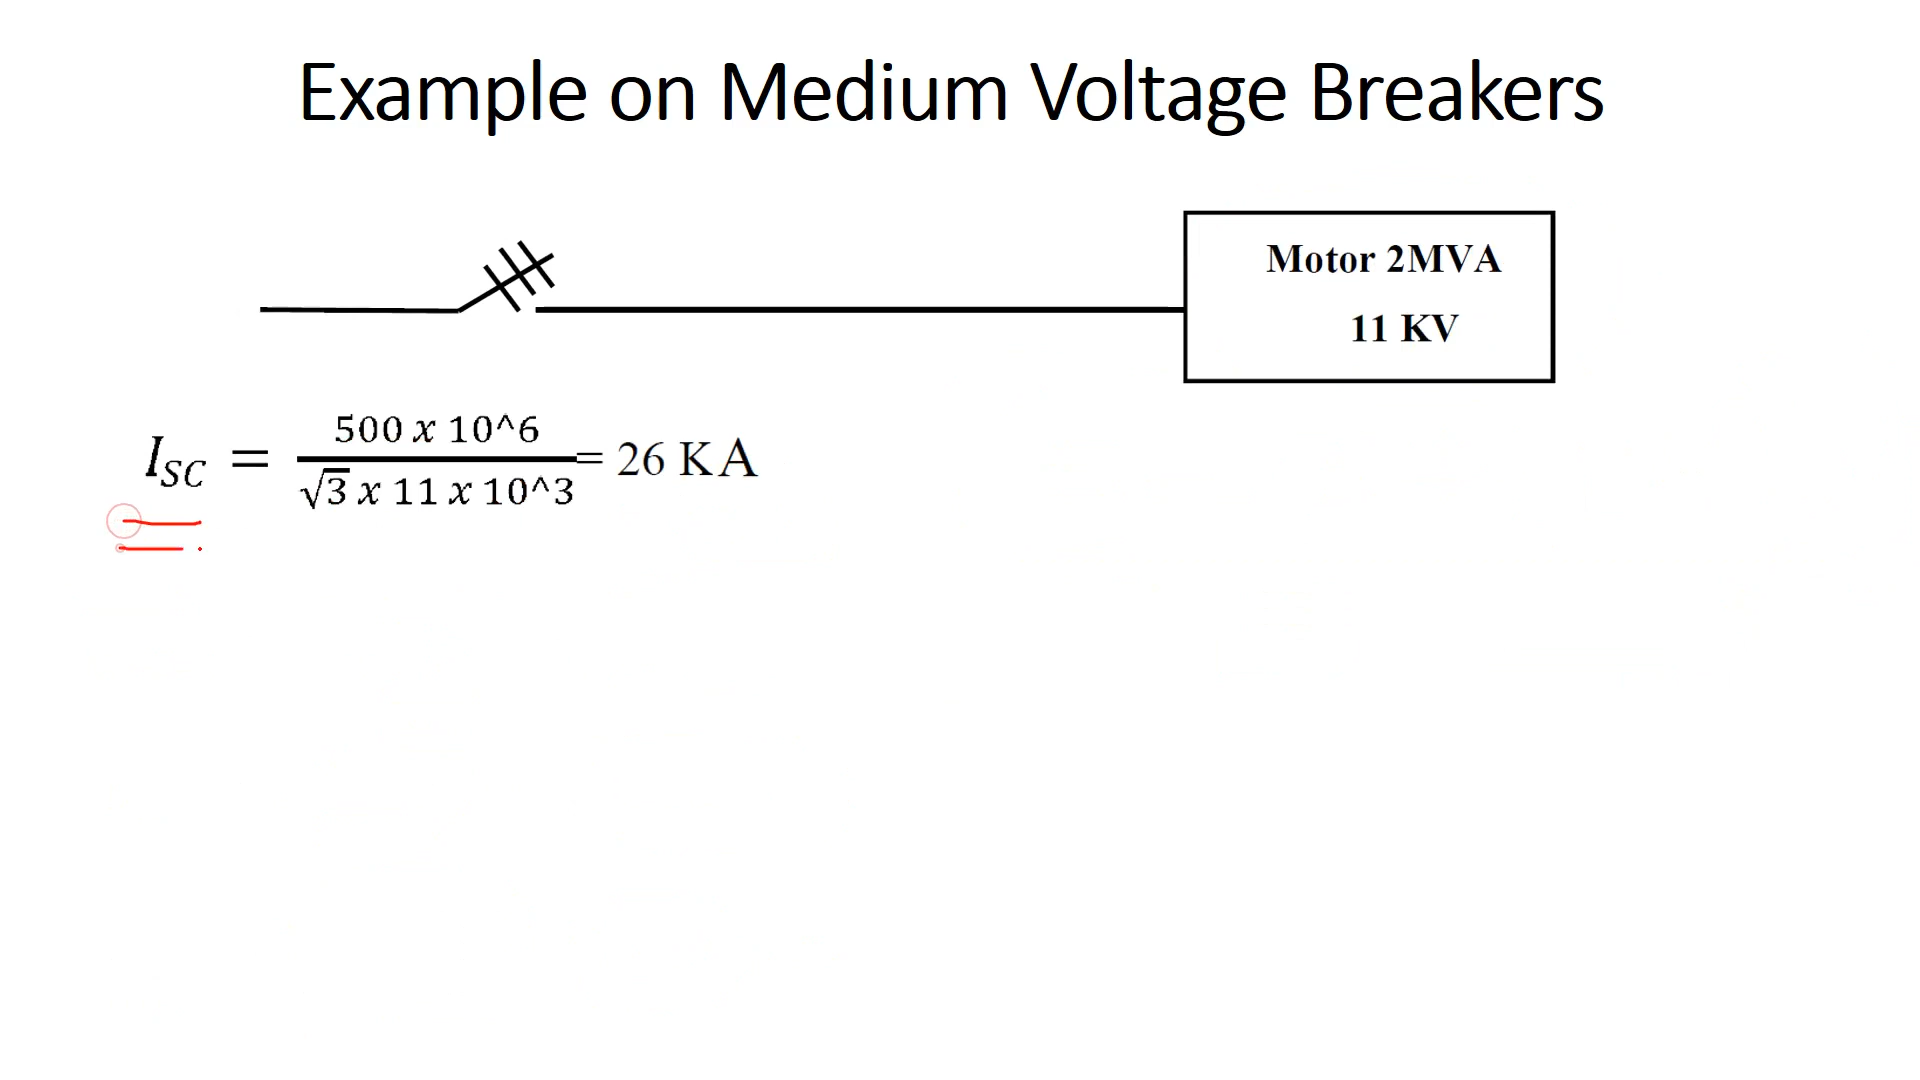 Example on Medium Voltage Breakers
Motor 2MVA
11 KV
I_SC = (500 x 10^6)/(√3 x 11 x 10^3) = 26 KA